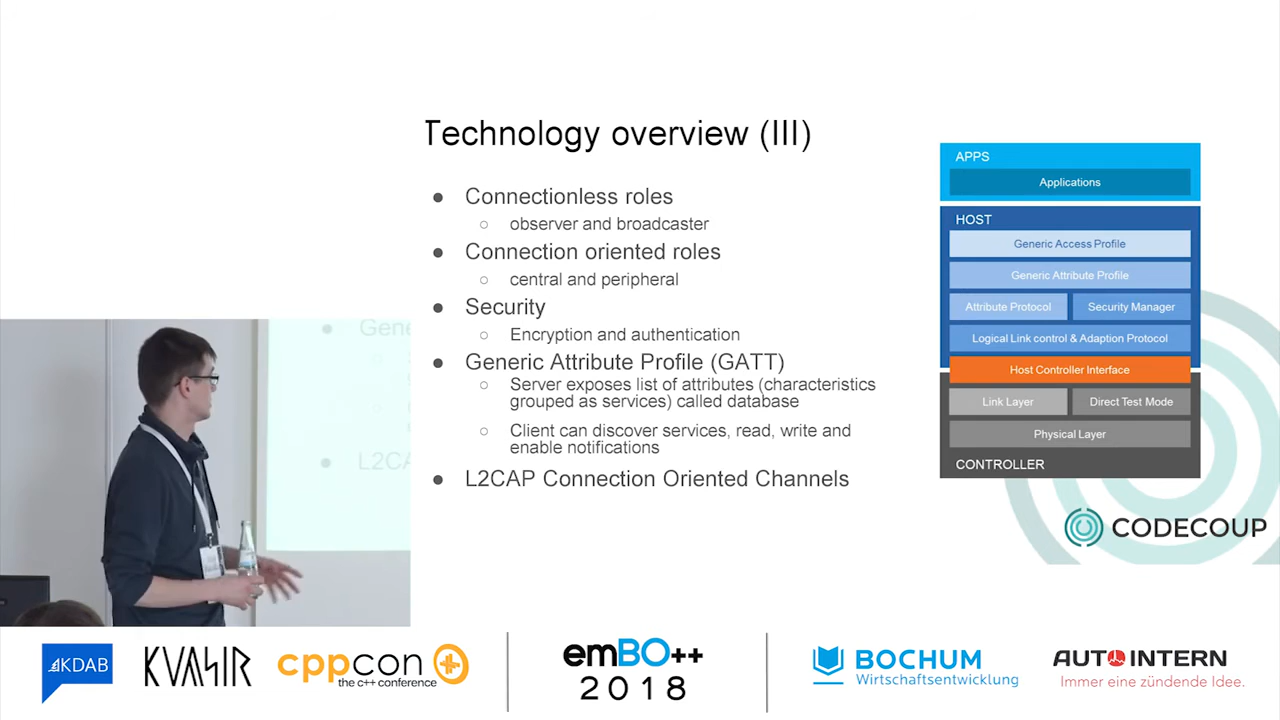 Technology overview (III)
● Connectionless roles
○ observer and broadcaster
● Connection oriented roles
○ central and peripheral
● Security
○ Encryption and authentication
● Generic Attribute Profile (GATT)
○ Server exposes list of attributes (characteristics
grouped as services) called database
○ Client can discover services, read, write and
enable notifications
● L2CAP Connection Oriented Channels
APPS
Applications
HOST
Generic Access Profile
Generic Attribute Profile
Attribute Protocol
Security Manager
Logical Link control & Adaption Protocol
Host Controller Interface
Link Layer
Direct Test Mode
Physical Layer
CONTROLLER
CODECOUP
● Gene
● L2CA
KDAB
KVASIR
cppcon
the c++ conference
emBO++
2018
BOCHUM
Wirtschaftsentwicklung
AUTOINTERN
Immer eine zündende Idee.